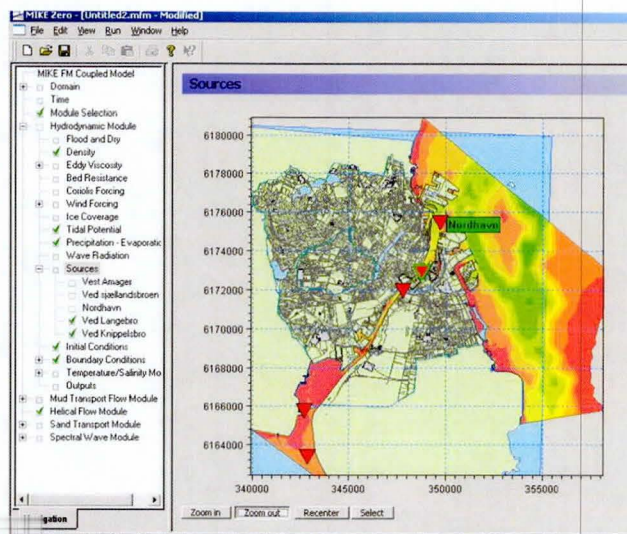 MIKE Zero - [Untitled2.mfm - Modified]
File Edit View Run Window Help
MIKE FM Coupled Model
Domain
Time
Module Selection
Hydrodynamic Module
Flood and Dry
Density
Eddy Viscosity
Bed Resistance
Coriolis Forcing
Wind Forcing
Ice Coverage
Tidal Potential
Precipitation - Evaporatic
Wave Radiation
Sources
Vest Amager
Ved sjællandsbroen
Nordhavn
Ved Langebro
Ved Knippelsbro
Initial Conditions
Boundary Conditions
Temperature/Salinity Mo
Outputs
Mud Transport Flow Module
Helical Flow Module
Sand Transport Module
Spectral Wave Module
gation
Sources
6180000
6178000
6176000
6174000
6172000
6170000
6168000
6166000
6164000
Nordhavn
340000 345000 350000 355000
Zoom in Zoom out Recenter Select